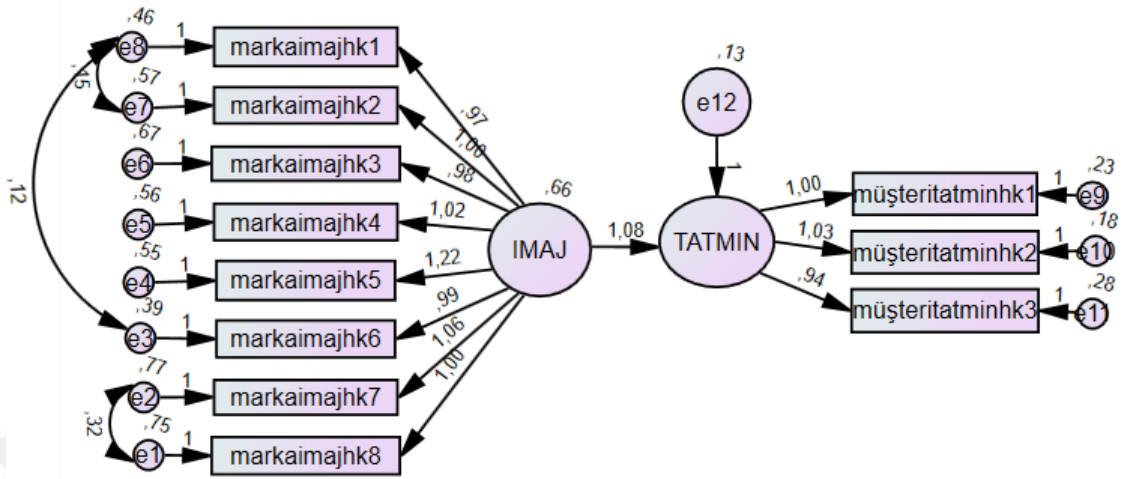 ,46
e8 1 markaimajhk1
,15
,57
e7 1 markaimajhk2
,97
1,00
,67
e6 1 markaimajhk3
,98
,12
,56
e5 1 markaimajhk4
1,02
,55
e4 1 markaimajhk5
1,22
,39
e3 1 markaimajhk6
,99
,77
e2 1 markaimajhk7
1,06
,32
,75
e1 1 markaimajhk8
1,00
,66
IMAJ
1,08
,13
e12
1
TATMIN
1,00
müşteritatminhk1 1 e9
,23
1,03
müşteritatminhk2 1 e10
,18
,94
müşteritatminhk3 1 e11
,28